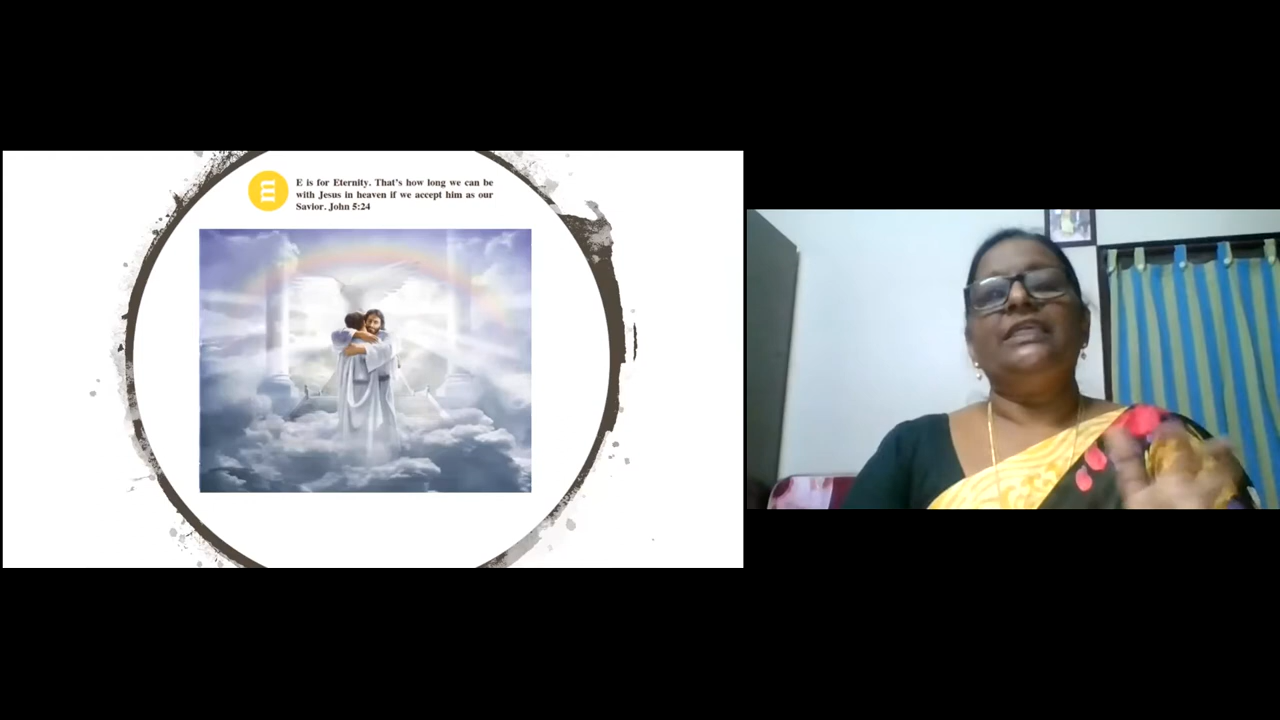 E
E is for Eternity. That's how long we can be
with Jesus in heaven if we accept him as our
Savior. John 5:24